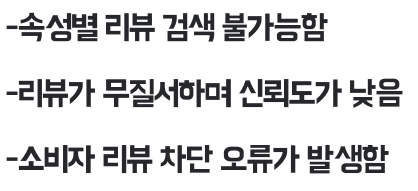 -속성별 리뷰 검색 불가능함
-리뷰가 무질서하며 신뢰도가 낮음
-소비자 리뷰 차단 오류가 발생함